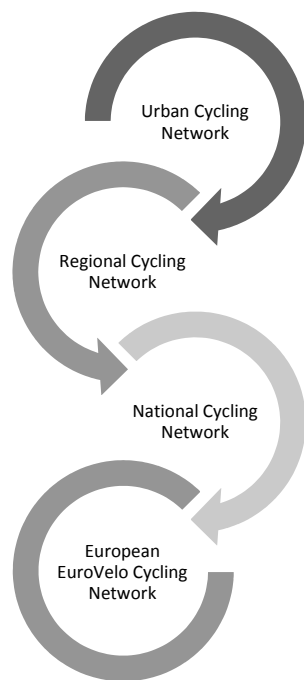 Urban Cycling
Network
Regional Cycling
Network
National Cycling
Network
European
EuroVelo Cycling
Network